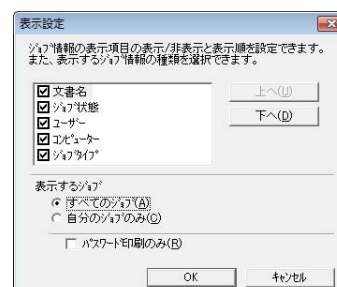 表示設定
ｼﾞｮﾌﾞ情報の表示項目の表示/非表示と表示順を設定できます。
また、表示するｼﾞｮﾌﾞ情報の種類を選択できます。
文書名
ｼﾞｮﾌﾞ状態
ﾕｰｻﾞｰ
ｺﾝﾋﾟｭｰﾀｰ
ｼﾞｮﾌﾞﾀｲﾌﾟ
上へ(U)
下へ(D)
表示するｼﾞｮﾌﾞ
すべてのｼﾞｮﾌﾞ(A)
自分のｼﾞｮﾌﾞのみ(C)
ﾊﾟｽﾜｰﾄﾞ印刷のみ(R)
OK
ｷｬﾝｾﾙ